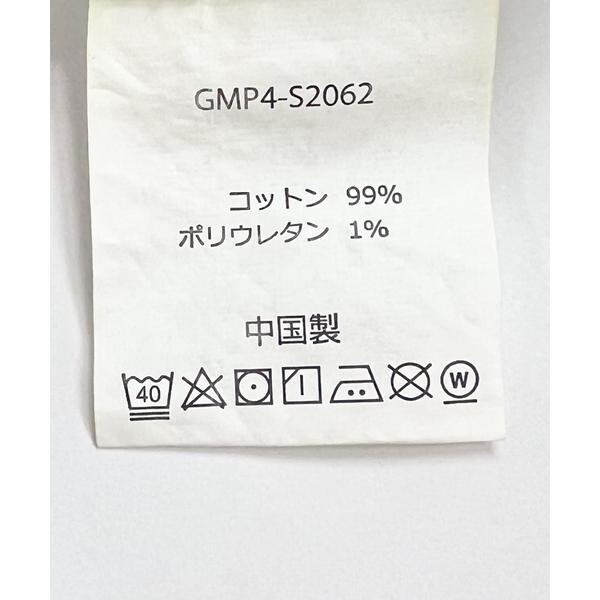 GMP4-S2062
コットン 99%
ポリウレタン 1%
中国製
40 W